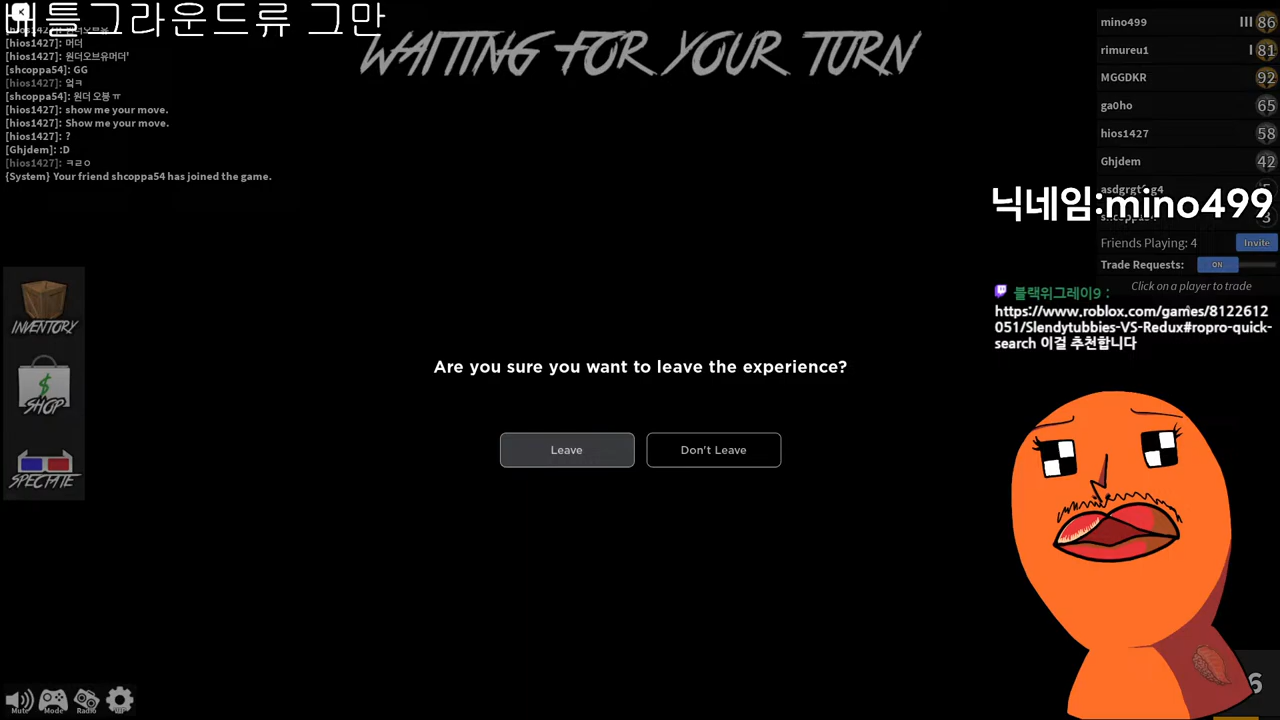 배틀그라운드류 그만
[hios1427]: 머더
[hios1427]: 원더오브유머더'
[shcoppa54]: GG
[hios1427]: 엌ㅋ
[shcoppa54]: 원더 오븡 ㅠ
[hios1427]: show me your move.
[hios1427]: Show me your move.
[hios1427]: ?
[Ghjdem]: :D
[hios1427]: ㅋㄹㅇ
{System} Your friend shcoppa54 has joined the game.
WAITING FOR YOUR TURN
mino499 III 86
rimureu1 I 81
MGGDKR 92
ga0ho 65
hios1427 58
Ghjdem 42
닉네임:mino499
Friends Playing: 4 Invite
Trade Requests: ON
Click on a player to trade
블랙위그레이9 :
https://www.roblox.com/games/8122612
051/Slendytubbies-VS-Redux#ropro-quick-
search 이걸 추천합니다
INVENTORY
SHOP
SPECTATE
Are you sure you want to leave the experience?
Leave Don't Leave
Mute Mode Radio
6